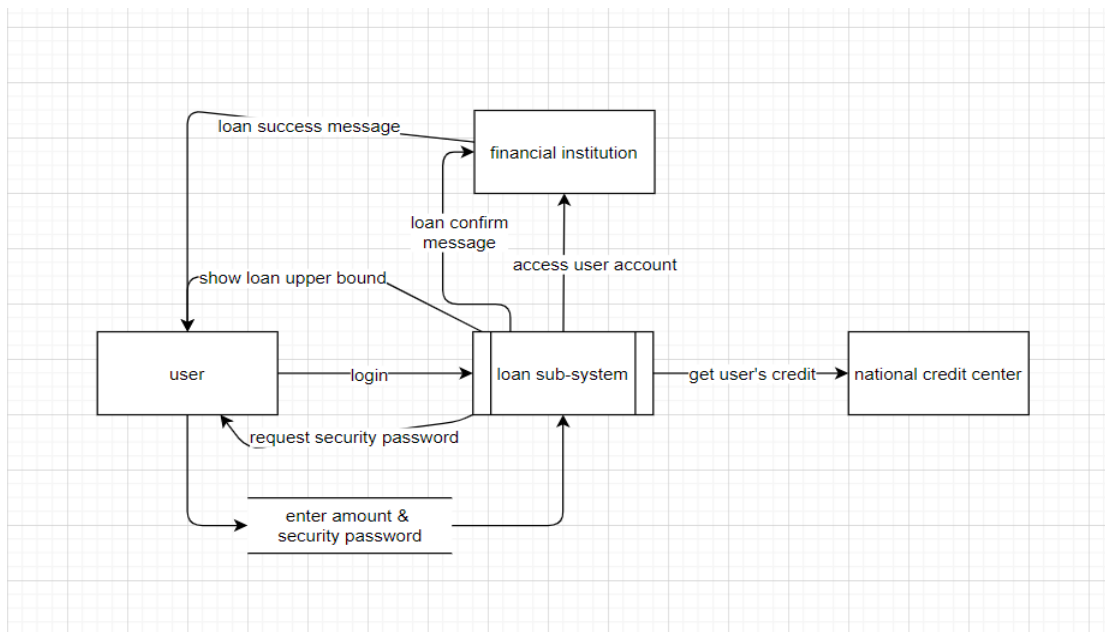 loan success message
financial institution
loan confirm
message
access user account
show loan upper bound
user
login
loan sub-system
get user's credit
national credit center
request security password
enter amount &
security password